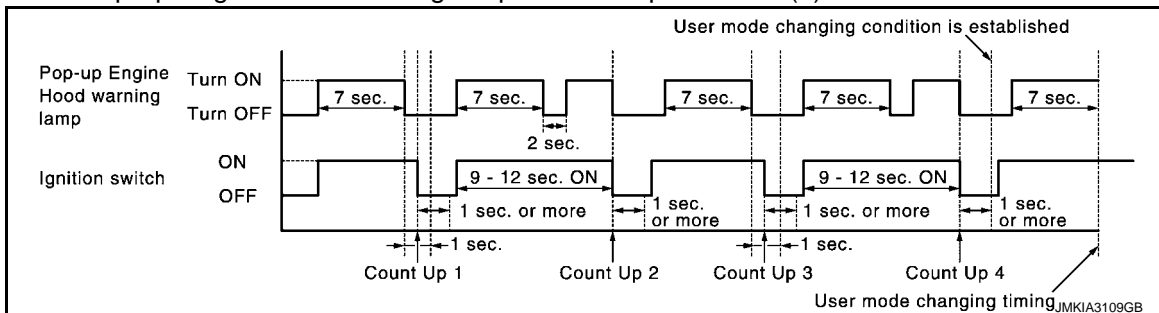 User mode changing condition is established
Pop-up Engine
Hood warning
lamp
Turn ON
Turn OFF
7 sec.
7 sec.
7 sec.
7 sec.
7 sec.
2 sec.
Ignition switch
ON
OFF
9 - 12 sec. ON
9 - 12 sec. ON
1 sec. or more
1 sec.
or more
1 sec. or more
1 sec.
or more
1 sec.
1 sec.
Count Up 1
Count Up 2
Count Up 3
Count Up 4
User mode changing timing
JMKIA3109GB